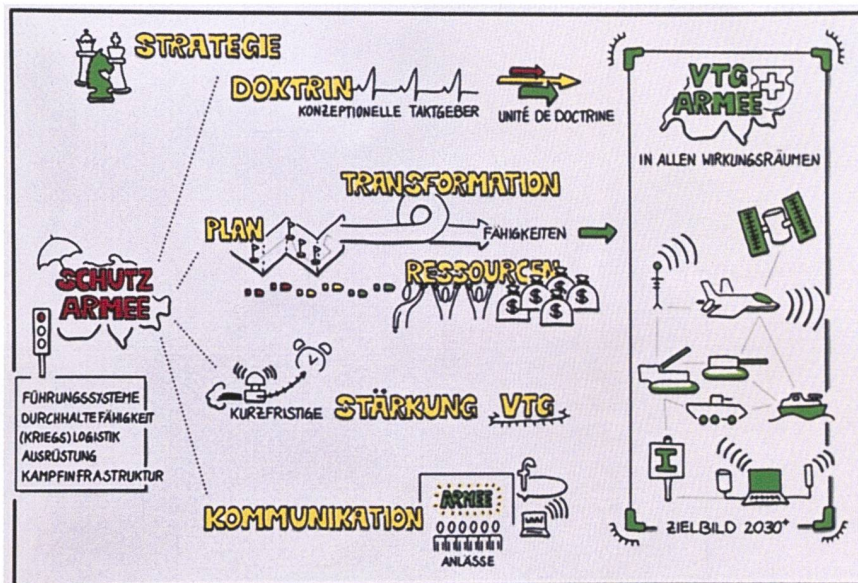 STRATEGIE
DOKTRIN
KONZEPTIONELLE TAKTGEBER
UNITÉ DE DOCTRINE
TRANSFORMATION
PLAN
FÄHIGKEITEN
RESSOURCEN
$ $ $ $ $ $
SCHUTZ
ARMEE
FÜHRUNGSSYSTEME
DURCHHALTEFÄHIGKEIT
(KRIEGS)LOGISTIK
AUSRÜSTUNG
KAMPFINFRASTRUKTUR
KURZFRISTIGE STÄRKUNG VTG
KOMMUNIKATION
ARMEE
ANLÄSSE
f
W
VTG
ARMEE
IN ALLEN WIRKUNGSRÄUMEN
I
ZIELBILD 2030+